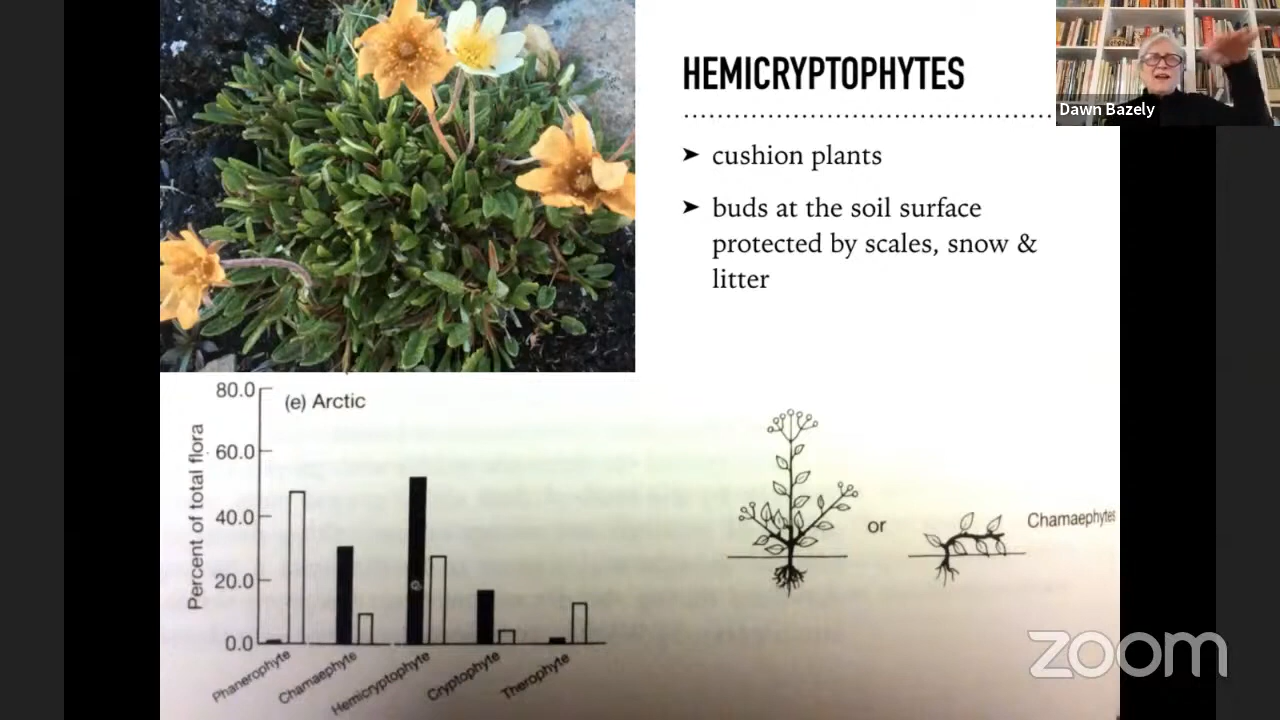 HEMICRYPTOPHYTES
Dawn Bazely
➤ cushion plants
➤ buds at the soil surface
protected by scales, snow &
litter
80.0
60.0
40.0
20.0
0.0
Percent of total flora
(e) Arctic
Phanerophyte
Chamaephyte
Hemicryptophyte
Cryptophyte
Therophyte
or
Chamaephytes
zoom